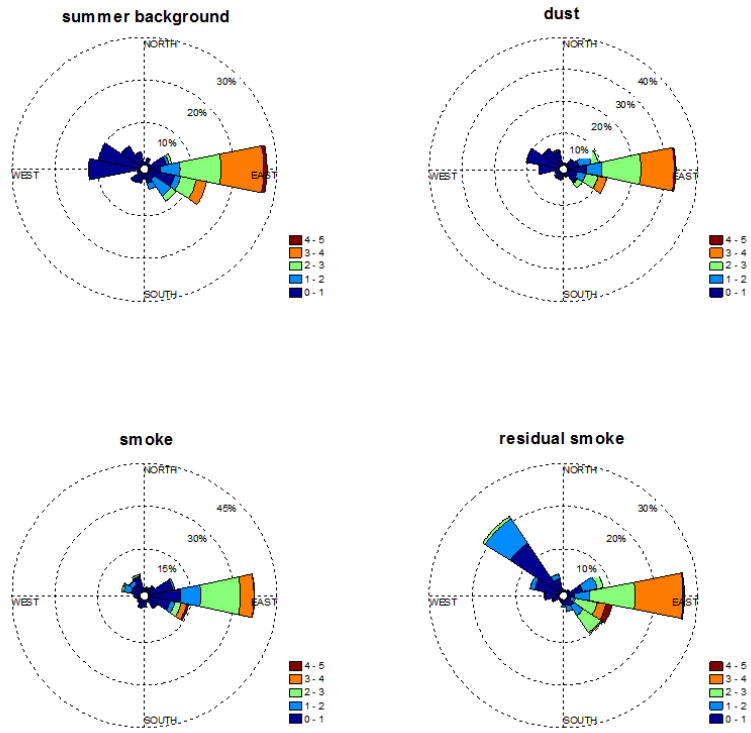 summer background
NORTH
30%
20%
10%
WEST
EAST
SOUTH
4 - 5
3 - 4
2 - 3
1 - 2
0 - 1
dust
NORTH
40%
30%
20%
10%
WEST
EAST
SOUTH
4 - 5
3 - 4
2 - 3
1 - 2
0 - 1
smoke
NORTH
45%
30%
15%
WEST
EAST
SOUTH
4 - 5
3 - 4
2 - 3
1 - 2
0 - 1
residual smoke
NORTH
30%
20%
10%
WEST
EAST
SOUTH
4 - 5
3 - 4
2 - 3
1 - 2
0 - 1